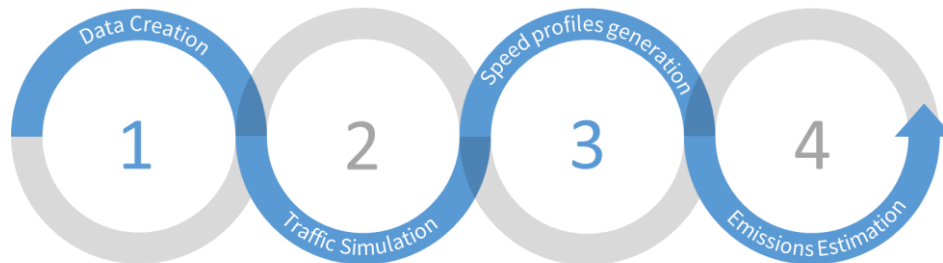 Data Creation
1
Traffic Simulation
2
Speed profiles generation
3
Emissions Estimation
4